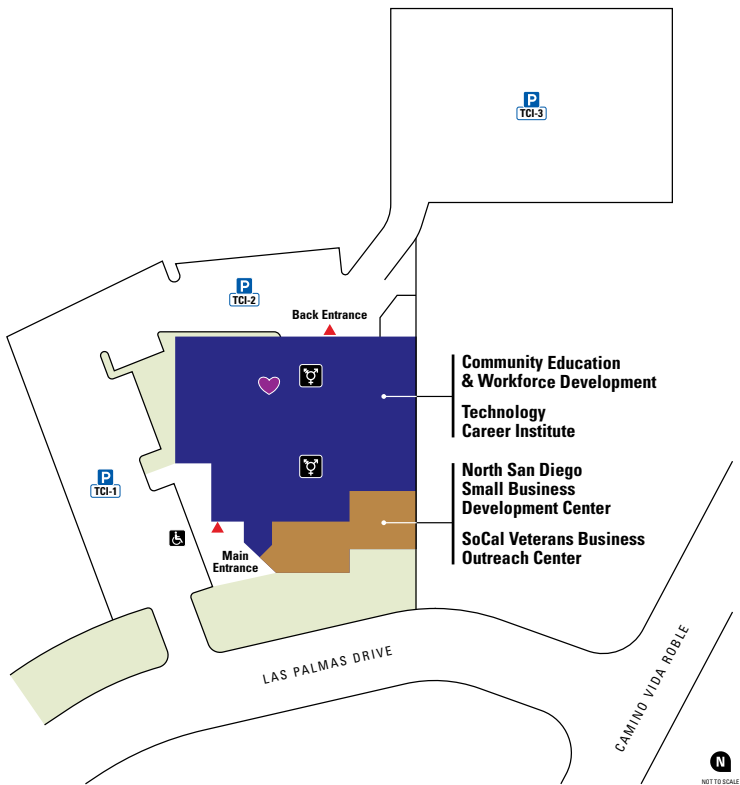 P
TCI-3
P
TCI-2
Back Entrance
Community Education
& Workforce Development
Technology
Career Institute
P
TCI-1
North San Diego
Small Business
Development Center
SoCal Veterans Business
Outreach Center
Main
Entrance
LAS PALMAS DRIVE
CAMINO VIDA ROBLE
N
NOT TO SCALE